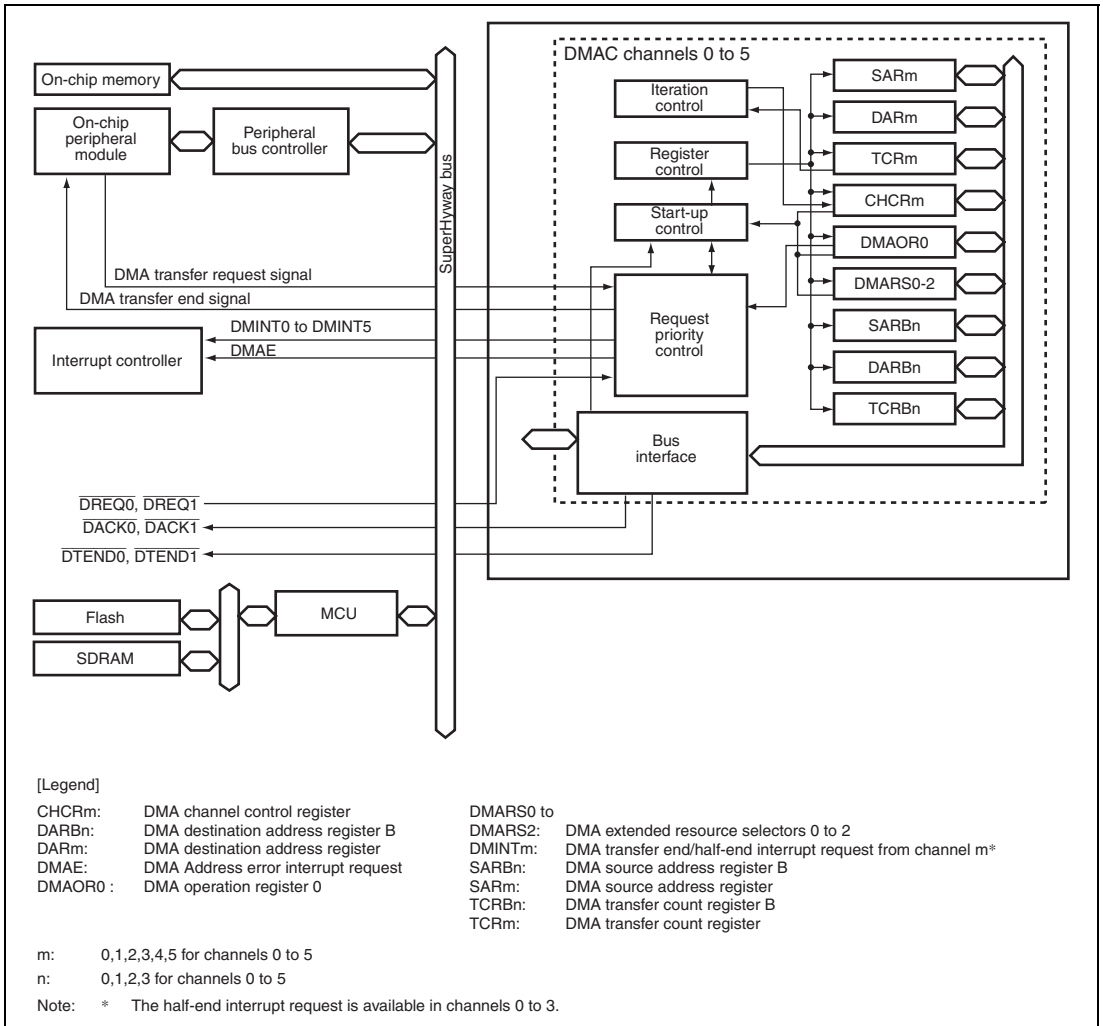 DMAC channels 0 to 5
On-chip memory
On-chip
peripheral
module
Peripheral
bus controller
SuperHyway bus
Iteration
control
Register
control
Start-up
control
Request
priority
control
Bus
interface
SARm
DARm
TCRm
CHCRm
DMAOR0
DMARS0-2
SARBn
DARBn
TCRBn
DMA transfer request signal
DMA transfer end signal
DMINT0 to DMINT5
DMAE
Interrupt controller
DREQ0, DREQ1
DACK0, DACK1
DTEND0, DTEND1
Flash
SDRAM
MCU
[Legend]
CHCRm: DMA channel control register
DARBn: DMA destination address register B
DARm: DMA destination address register
DMAE: DMA Address error interrupt request
DMAOR0 : DMA operation register 0
DMARS0 to
DMARS2: DMA extended resource selectors 0 to 2
DMINTm: DMA transfer end/half-end interrupt request from channel m*
SARBn: DMA source address register B
SARm: DMA source address register
TCRBn: DMA transfer count register B
TCRm: DMA transfer count register
m: 0,1,2,3,4,5 for channels 0 to 5
n: 0,1,2,3 for channels 0 to 5
Note: * The half-end interrupt request is available in channels 0 to 3.